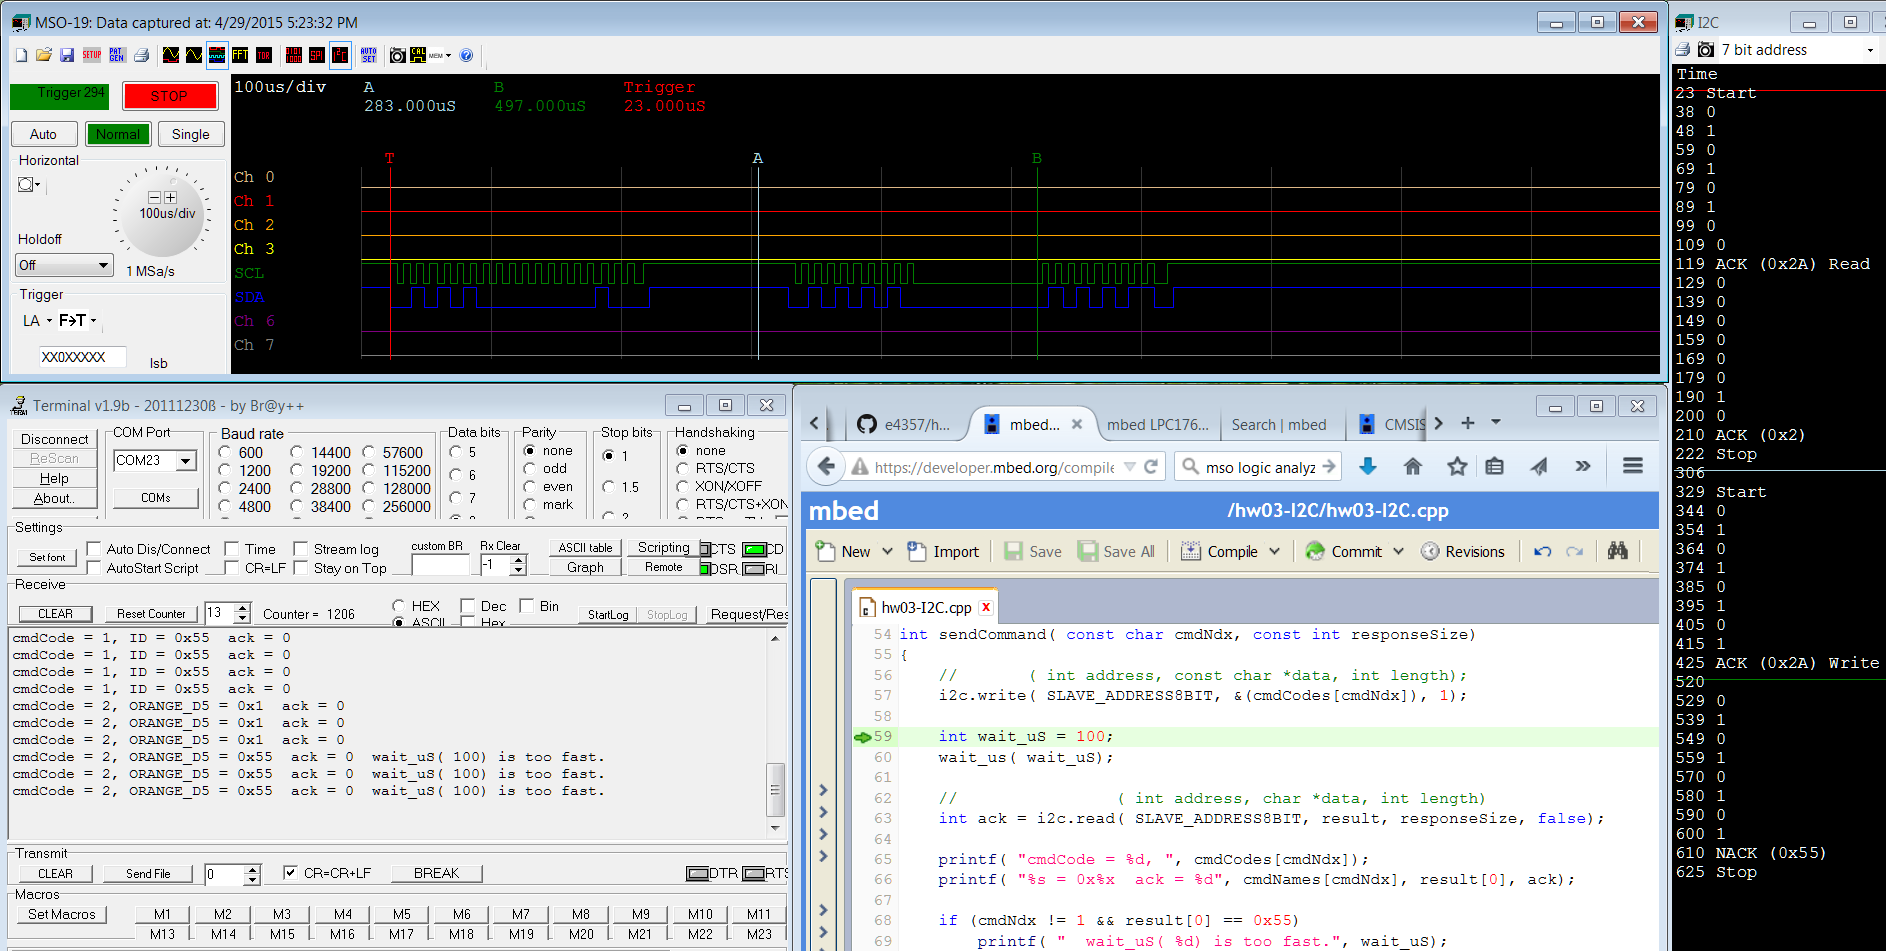 MSO-19: Data captured at: 4/29/2015 5:23:32 PM
SETUP PAT GEN FFT SPI I²C AUTO SET CAL MEM
Trigger 294 STOP
Auto Normal Single
Horizontal
100us/div
Holdoff
Off 1 MSa/s
Trigger
LA F→T
XX0XXXXX lsb
100us/div A B Trigger
283.000uS 497.000uS 23.000uS
T A B
Ch 0
Ch 1
Ch 2
Ch 3
SCL
SDA
Ch 6
Ch 7
I2C
7 bit address
Time
23 Start
38 0
48 1
59 0
69 1
79 0
89 1
99 0
109 0
119 ACK (0x2A) Read
129 0
139 0
149 0
159 0
169 0
179 0
190 1
200 0
210 ACK (0x2)
222 Stop
306
329 Start
344 0
354 1
364 0
374 1
385 0
395 1
405 0
415 1
425 ACK (0x2A) Write
520
529 0
539 1
549 0
559 1
570 0
580 1
590 0
600 1
610 NACK (0x55)
625 Stop
Terminal v1.9b - 20111230ß - by Br@y++
Disconnect
ReScan
Help
About..
COM Port
COM23
COMs
Baud rate
600 14400 57600
1200 19200 115200
2400 28800 128000
4800 38400 256000
Data bits
5
6
7
Parity
none
odd
even
mark
Stop bits
1
1.5
2
Handshaking
none
RTS/CTS
XON/XOFF
RTS/CTS+XON
Settings
Set font
Auto Dis/Connect Time Stream log
AutoStart Script CR=LF Stay on Top
custom BR Rx Clear
-1
ASCII table Scripting CTS CD
Graph Remote DSR RI
Receive
CLEAR Reset Counter 13 Counter = 1206
HEX Dec Bin
ASCII Hex
StartLog StopLog Request/Res
cmdCode = 1, ID = 0x55 ack = 0
cmdCode = 1, ID = 0x55 ack = 0
cmdCode = 1, ID = 0x55 ack = 0
cmdCode = 1, ID = 0x55 ack = 0
cmdCode = 2, ORANGE_D5 = 0x1 ack = 0
cmdCode = 2, ORANGE_D5 = 0x1 ack = 0
cmdCode = 2, ORANGE_D5 = 0x1 ack = 0
cmdCode = 2, ORANGE_D5 = 0x55 ack = 0 wait_uS( 100) is too fast.
cmdCode = 2, ORANGE_D5 = 0x55 ack = 0 wait_uS( 100) is too fast.
cmdCode = 2, ORANGE_D5 = 0x55 ack = 0 wait_uS( 100) is too fast.
Transmit
CLEAR Send File 0 CR=CR+LF BREAK DTR RTS
Macros
Set Macros M1 M2 M3 M4 M5 M6 M7 M8 M9 M10 M11
M13 M14 M15 M16 M17 M18 M19 M20 M21 M22 M23
e4357/h... mbed... mbed LPC176... Search | mbed CMSIS
https://developer.mbed.org/compile mso logic analyz
mbed /hw03-I2C/hw03-I2C.cpp
New Import Save Save All Compile Commit Revisions
hw03-I2C.cpp
54 int sendCommand( const char cmdNdx, const int responseSize)
55 {
56 // ( int address, const char *data, int length);
57 i2c.write( SLAVE_ADDRESS8BIT, &(cmdCodes[cmdNdx]), 1);
58
59 int wait_uS = 100;
60 wait_us( wait_uS);
61
62 // ( int address, char *data, int length)
63 int ack = i2c.read( SLAVE_ADDRESS8BIT, result, responseSize, false);
64
65 printf( "cmdCode = %d, ", cmdCodes[cmdNdx]);
66 printf( "%s = 0x%x ack = %d", cmdNames[cmdNdx], result[0], ack);
67
68 if (cmdNdx != 1 && result[0] == 0x55)
69 printf( " wait_uS( %d) is too fast.", wait_uS);